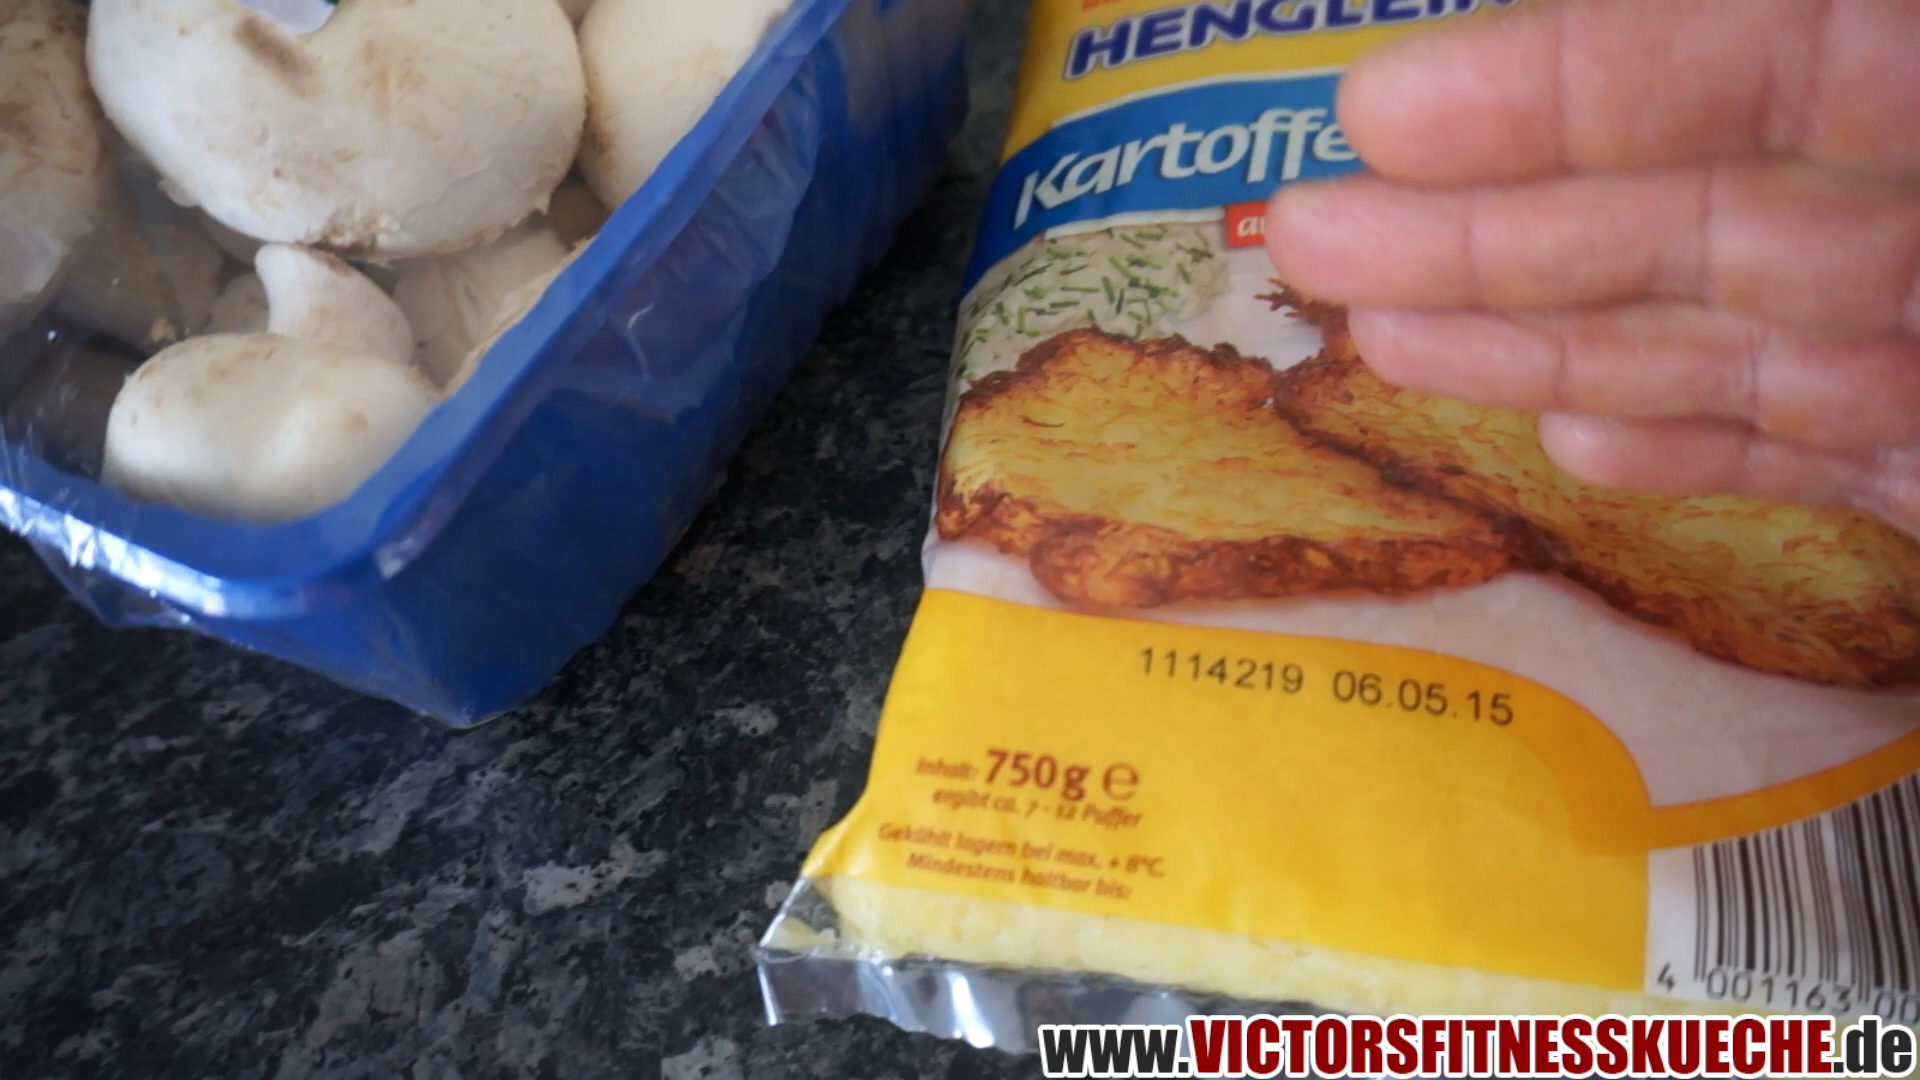 HENGLEIN
Kartoffe
au
1114219 06.05.15
Inhalt: 750g e
ergibt ca. 7 - 12 Puffer
Gekühlt lagern bei max. + 8°C.
Mindestens haltbar bis:
4 001163 00
www.VICTORSFITNESSKUECHE.de